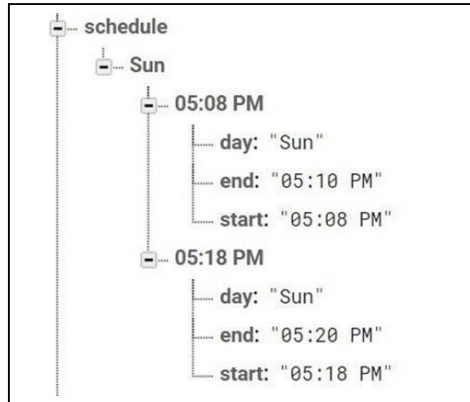 schedule
Sun
05:08 PM
day: "Sun"
end: "05:10 PM"
start: "05:08 PM"
05:18 PM
day: "Sun"
end: "05:20 PM"
start: "05:18 PM"